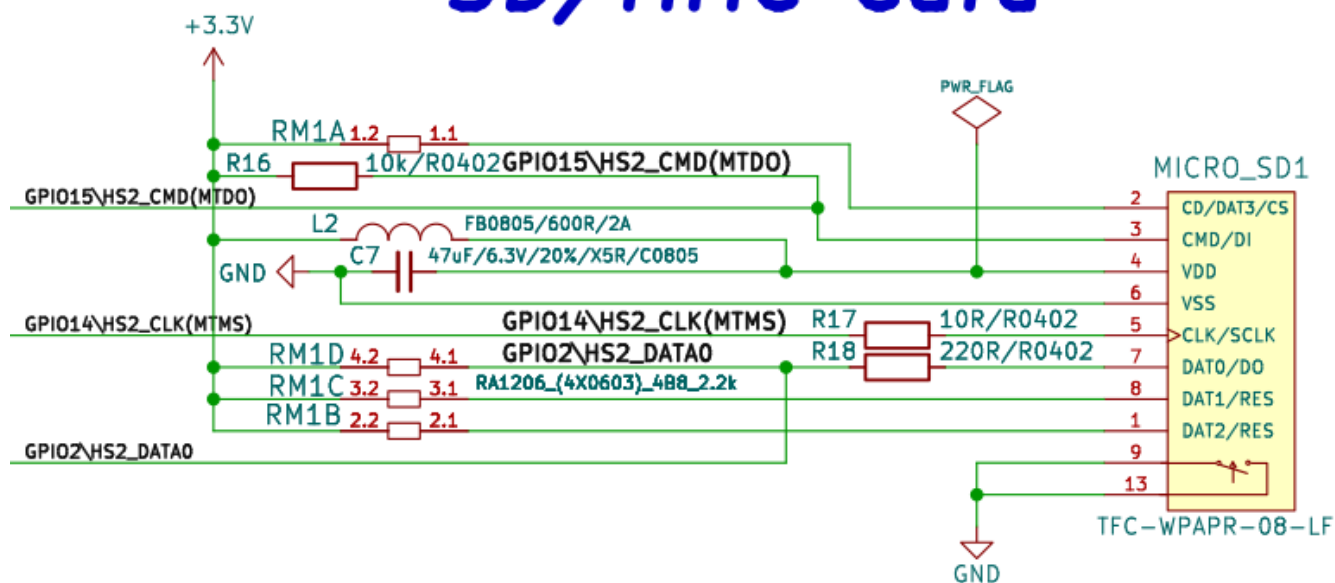 SD/MMC Card
+3.3V
PWR_FLAG
RM1A 1.2 1.1
R16 10k/R0402 GPIO15\HS2_CMD(MTDO)
MICRO_SD1
GPIO15\HS2_CMD(MTDO)
2 CD/DAT3/CS
L2 FB0805/600R/2A
3 CMD/DI
C7 47uF/6.3V/20%/X5R/C0805
GND
4 VDD
6 VSS
GPIO14\HS2_CLK(MTMS) GPIO14\HS2_CLK(MTMS) R17 10R/R0402
5 CLK/SCLK
RM1D 4.2 4.1 GPIO2\HS2_DATA0 R18 220R/R0402
7 DAT0/DO
RM1C 3.2 3.1 RA1206_(4X0603)_4B8_2.2k
8 DAT1/RES
RM1B 2.2 2.1
1 DAT2/RES
GPIO2\HS2_DATA0
9
13
TFC-WPAPR-08-LF
GND